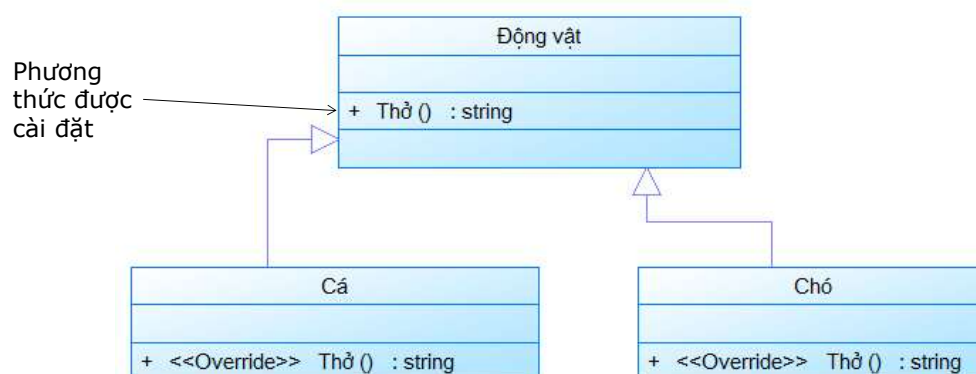 Động vật
Phương
thức được
cài đặt
+ Thở () : string
Cá
+ <<Override>> Thở () : string
Chó
+ <<Override>> Thở () : string